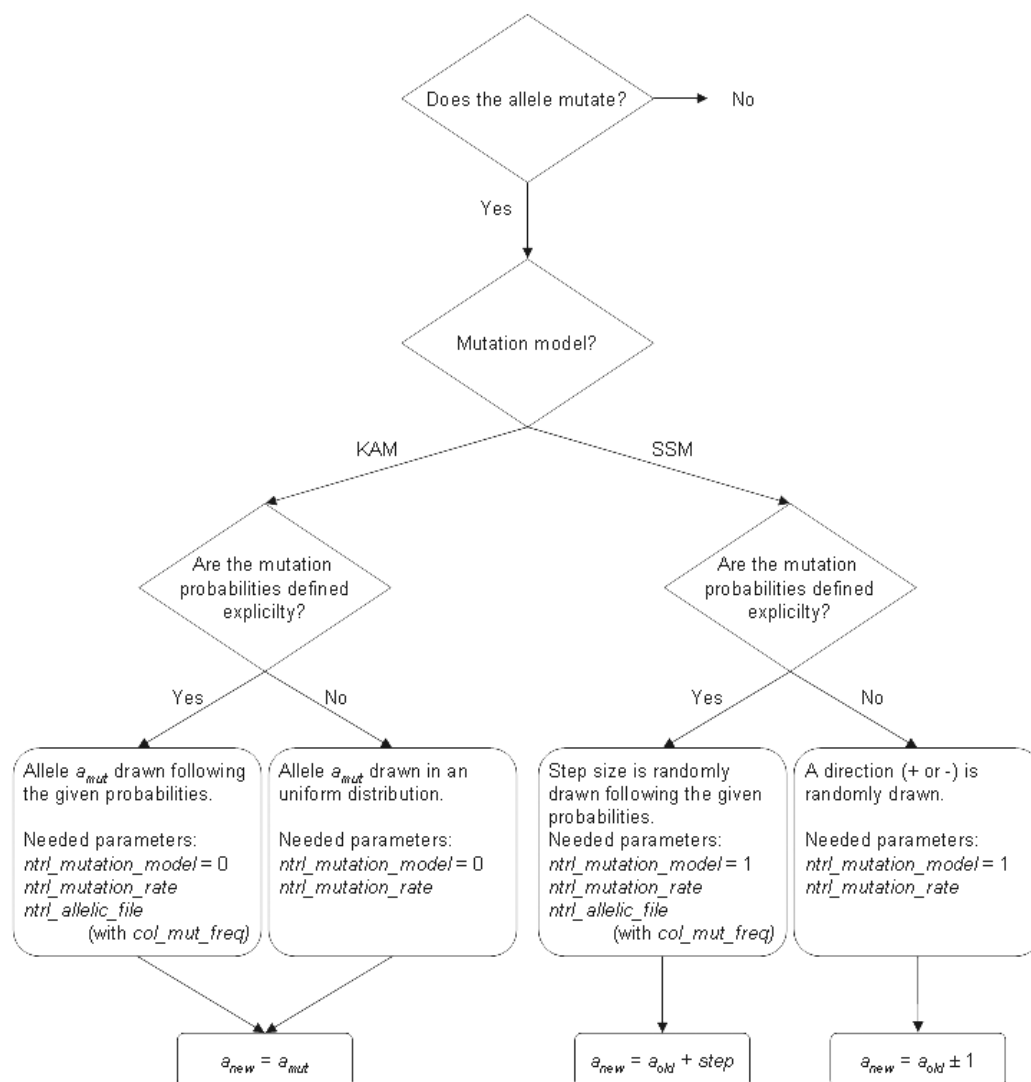 Does the allele mutate?
No
Yes
Mutation model?
KAM
SSM
Are the mutation
probabilities defined
explicilty?
Are the mutation
probabilities defined
explicilty?
Yes
No
Yes
No
Allele a_mut drawn following
the given probabilities.
Needed parameters:
ntrl_mutation_model = 0
ntrl_mutation_rate
ntrl_allelic_file
(with col_mut_freq)
Allele a_mut drawn in an
uniform distribution.
Needed parameters:
ntrl_mutation_model = 0
ntrl_mutation_rate
Step size is randomly
drawn following the given
probabilities.
Needed parameters:
ntrl_mutation_model = 1
ntrl_mutation_rate
ntrl_allelic_file
(with col_mut_freq)
A direction (+ or -) is
randomly drawn.
Needed parameters:
ntrl_mutation_model = 1
ntrl_mutation_rate
a_new = a_mut
a_new = a_old + step
a_new = a_old ± 1